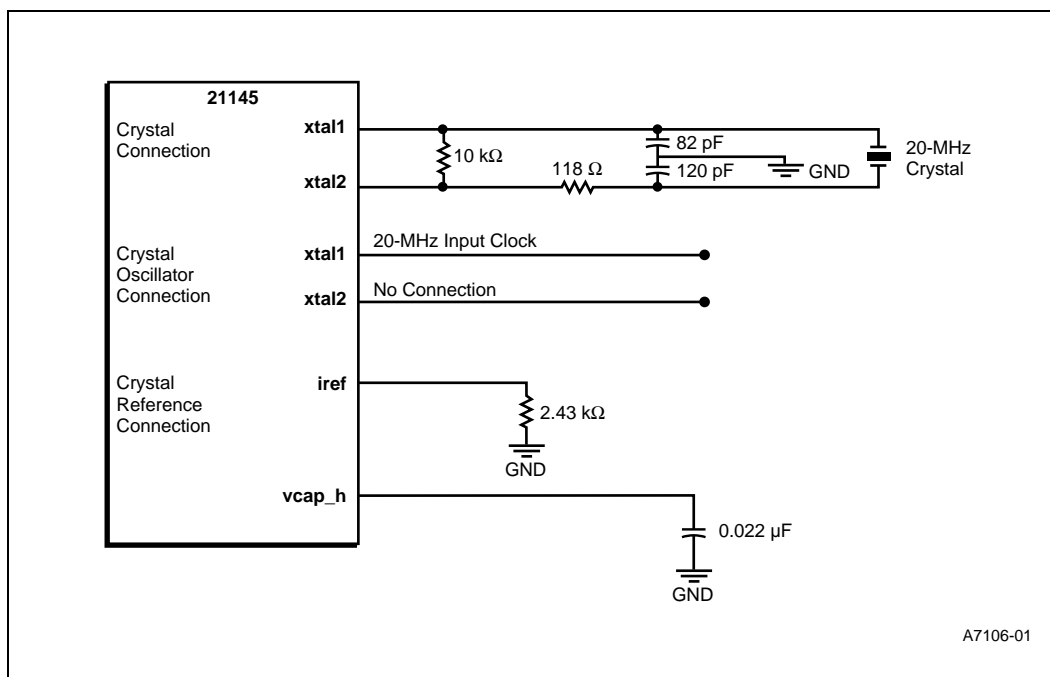 21145
Crystal
Connection
xtal1
xtal2
10 kΩ
118 Ω
82 pF
120 pF
GND
20-MHz
Crystal
Crystal
Oscillator
Connection
xtal1
20-MHz Input Clock
xtal2
No Connection
Crystal
Reference
Connection
iref
2.43 kΩ
GND
vcap_h
0.022 µF
GND
A7106-01